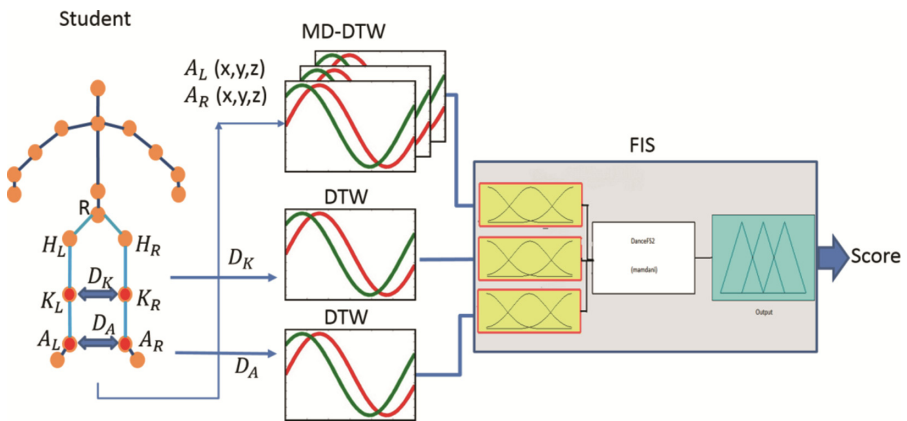 Student
MD-DTW
A_L (x,y,z)
A_R (x,y,z)
FIS
DTW
R
H_L
H_R
D_K
D_K
K_L
K_R
DanceFS2
(mamdani)
Output
Score
DTW
D_A
A_L
A_R
D_A